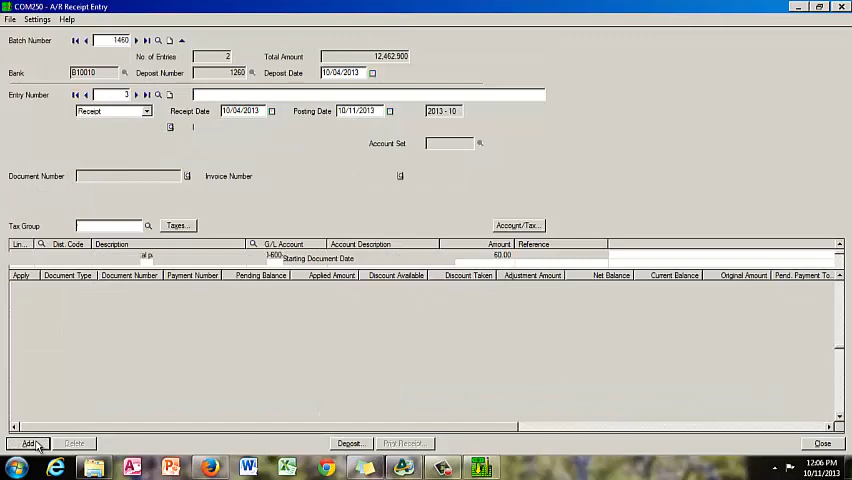 COM250 - A/R Receipt Entry
File Settings Help
Batch Number 1460
No. of Entries 2 Total Amount 12,462.900
Bank B10010 Deposit Number 1260 Deposit Date 10/04/2013
Entry Number 3
Receipt Receipt Date 10/04/2013 Posting Date 10/11/2013 2013 - 10
Account Set
Document Number Invoice Number
Tax Group Taxes... Account/Tax...
Lin... Dist. Code Description G/L Account Account Description Amount Reference
al p Starting Document Date 60.00
Apply Document Type Document Number Payment Number Pending Balance Applied Amount Discount Available Discount Taken Adjustment Amount Net Balance Current Balance Original Amount Pend. Payment To...
Add Delete Deposit... Print Receipt... Close
12:06 PM
10/11/2013